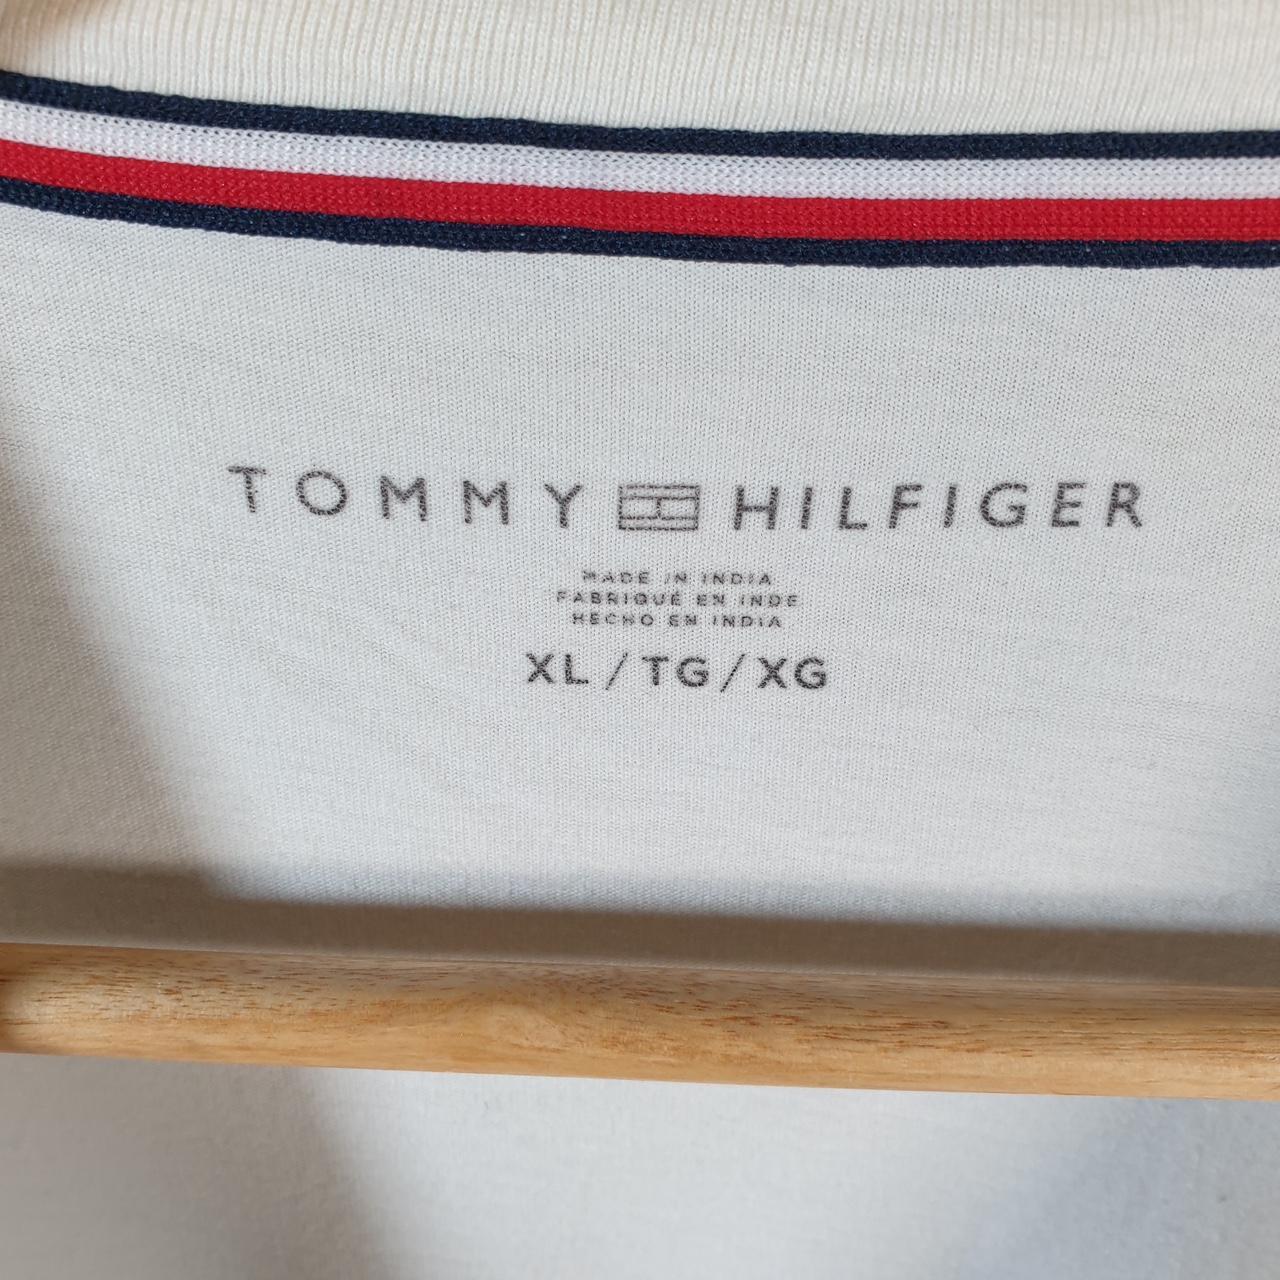 TOMMY HILFIGER
MADE IN INDIA
FABRIQUÉ EN INDE
HECHO EN INDIA
XL / TG / XG